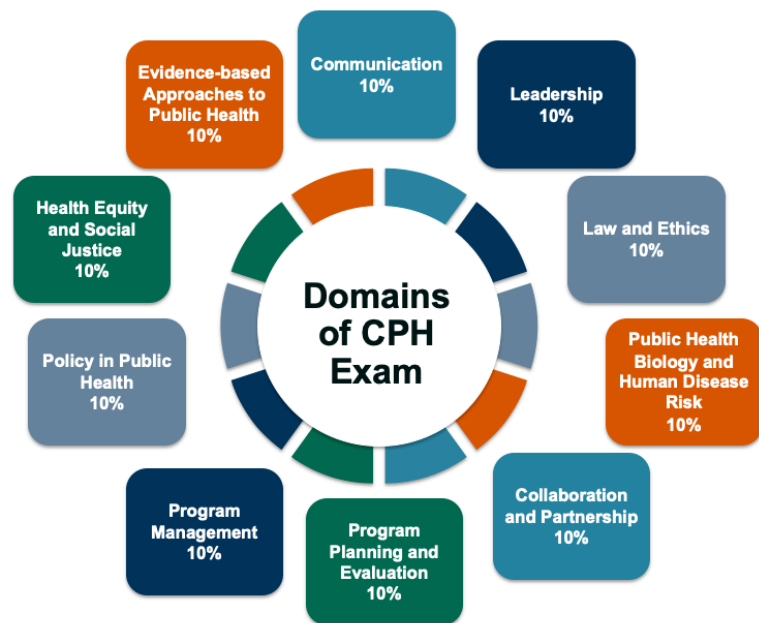 Communication
10%
Leadership
10%
Law and Ethics
10%
Public Health
Biology and
Human Disease
Risk
10%
Collaboration
and Partnership
10%
Program
Planning and
Evaluation
10%
Program
Management
10%
Policy in Public
Health
10%
Health Equity
and Social
Justice
10%
Evidence-based
Approaches to
Public Health
10%
Domains
of CPH
Exam